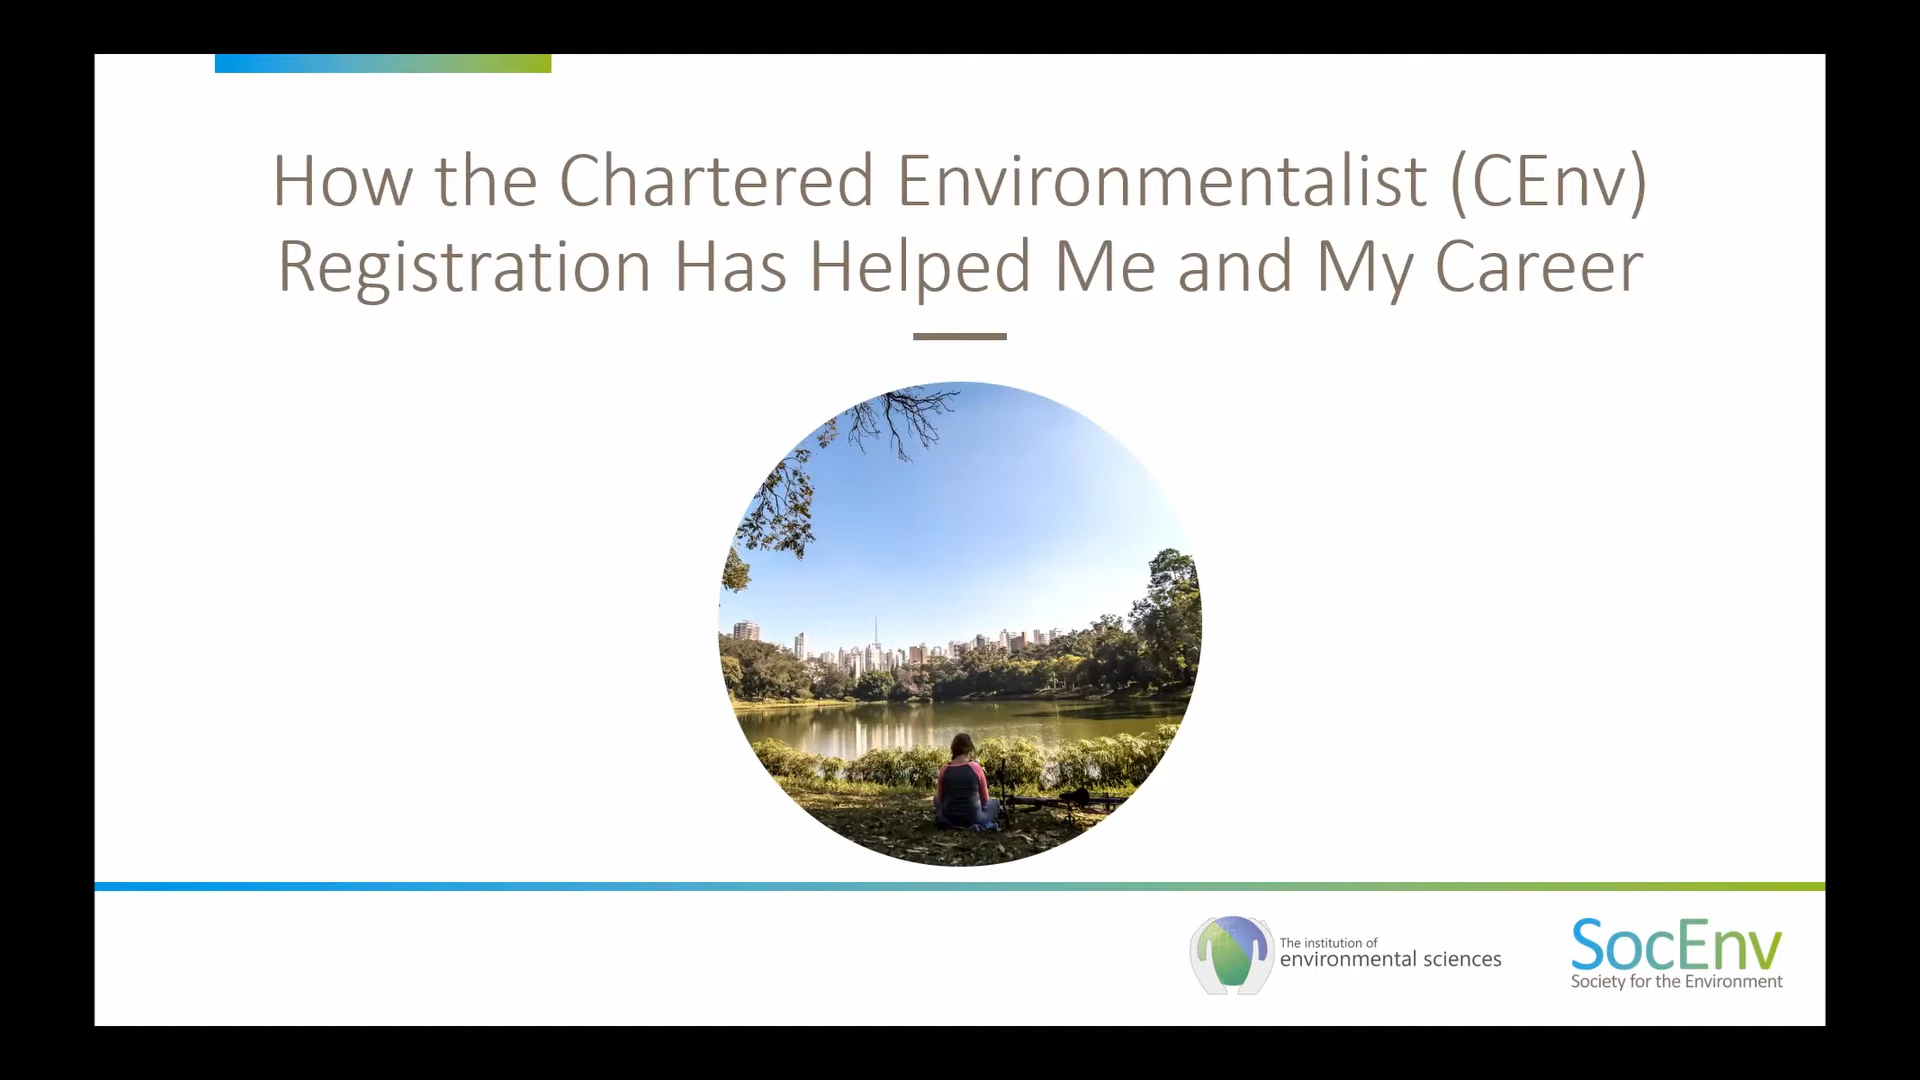 How the Chartered Environmentalist (CEnv)
Registration Has Helped Me and My Career
The institution of
environmental sciences
SocEnv
Society for the Environment